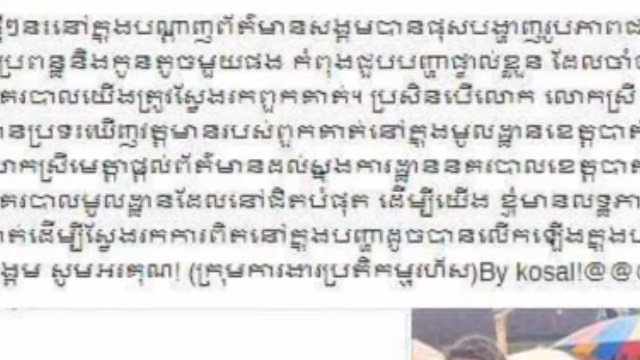 ៗនះនៅក្នុងបណ្តាញព័ត៌មានសង្គមបានផុសបង្ហាញរូបភាព
ប្រពន្ធនិងកូនតូចមួយផង កំពុងជួបបញ្ហាផ្ទាល់ខ្លួន ដែលចាំ
គរបាលយើងត្រូវស្វែងរកពួកគាត់។ ប្រសិនបើលោក លោកស្រី
ានប្រទះឃើញវត្តមានរបស់ពួកគាត់នៅក្នុងមូលដ្ឋានខេត្តបាត់
លោកស្រីមេត្តាផ្តល់ព័ត៌មានដល់ស្នងការដ្ឋាននគរបាលខេត្តបាត
គរបាលមូលដ្ឋានដែលនៅជិតបំផុត ដើម្បីយើង ខ្ញុំមានលទ្ធភា
ត់ដើម្បីស្វែងរកការពិតនៅក្នុងបញ្ហាដូចបានលើកឡើងក្នុងប
ង្គម សូមអរគុណ! (ក្រុមការងារប្រតិកម្មរហ័ស)By kosal!@@@